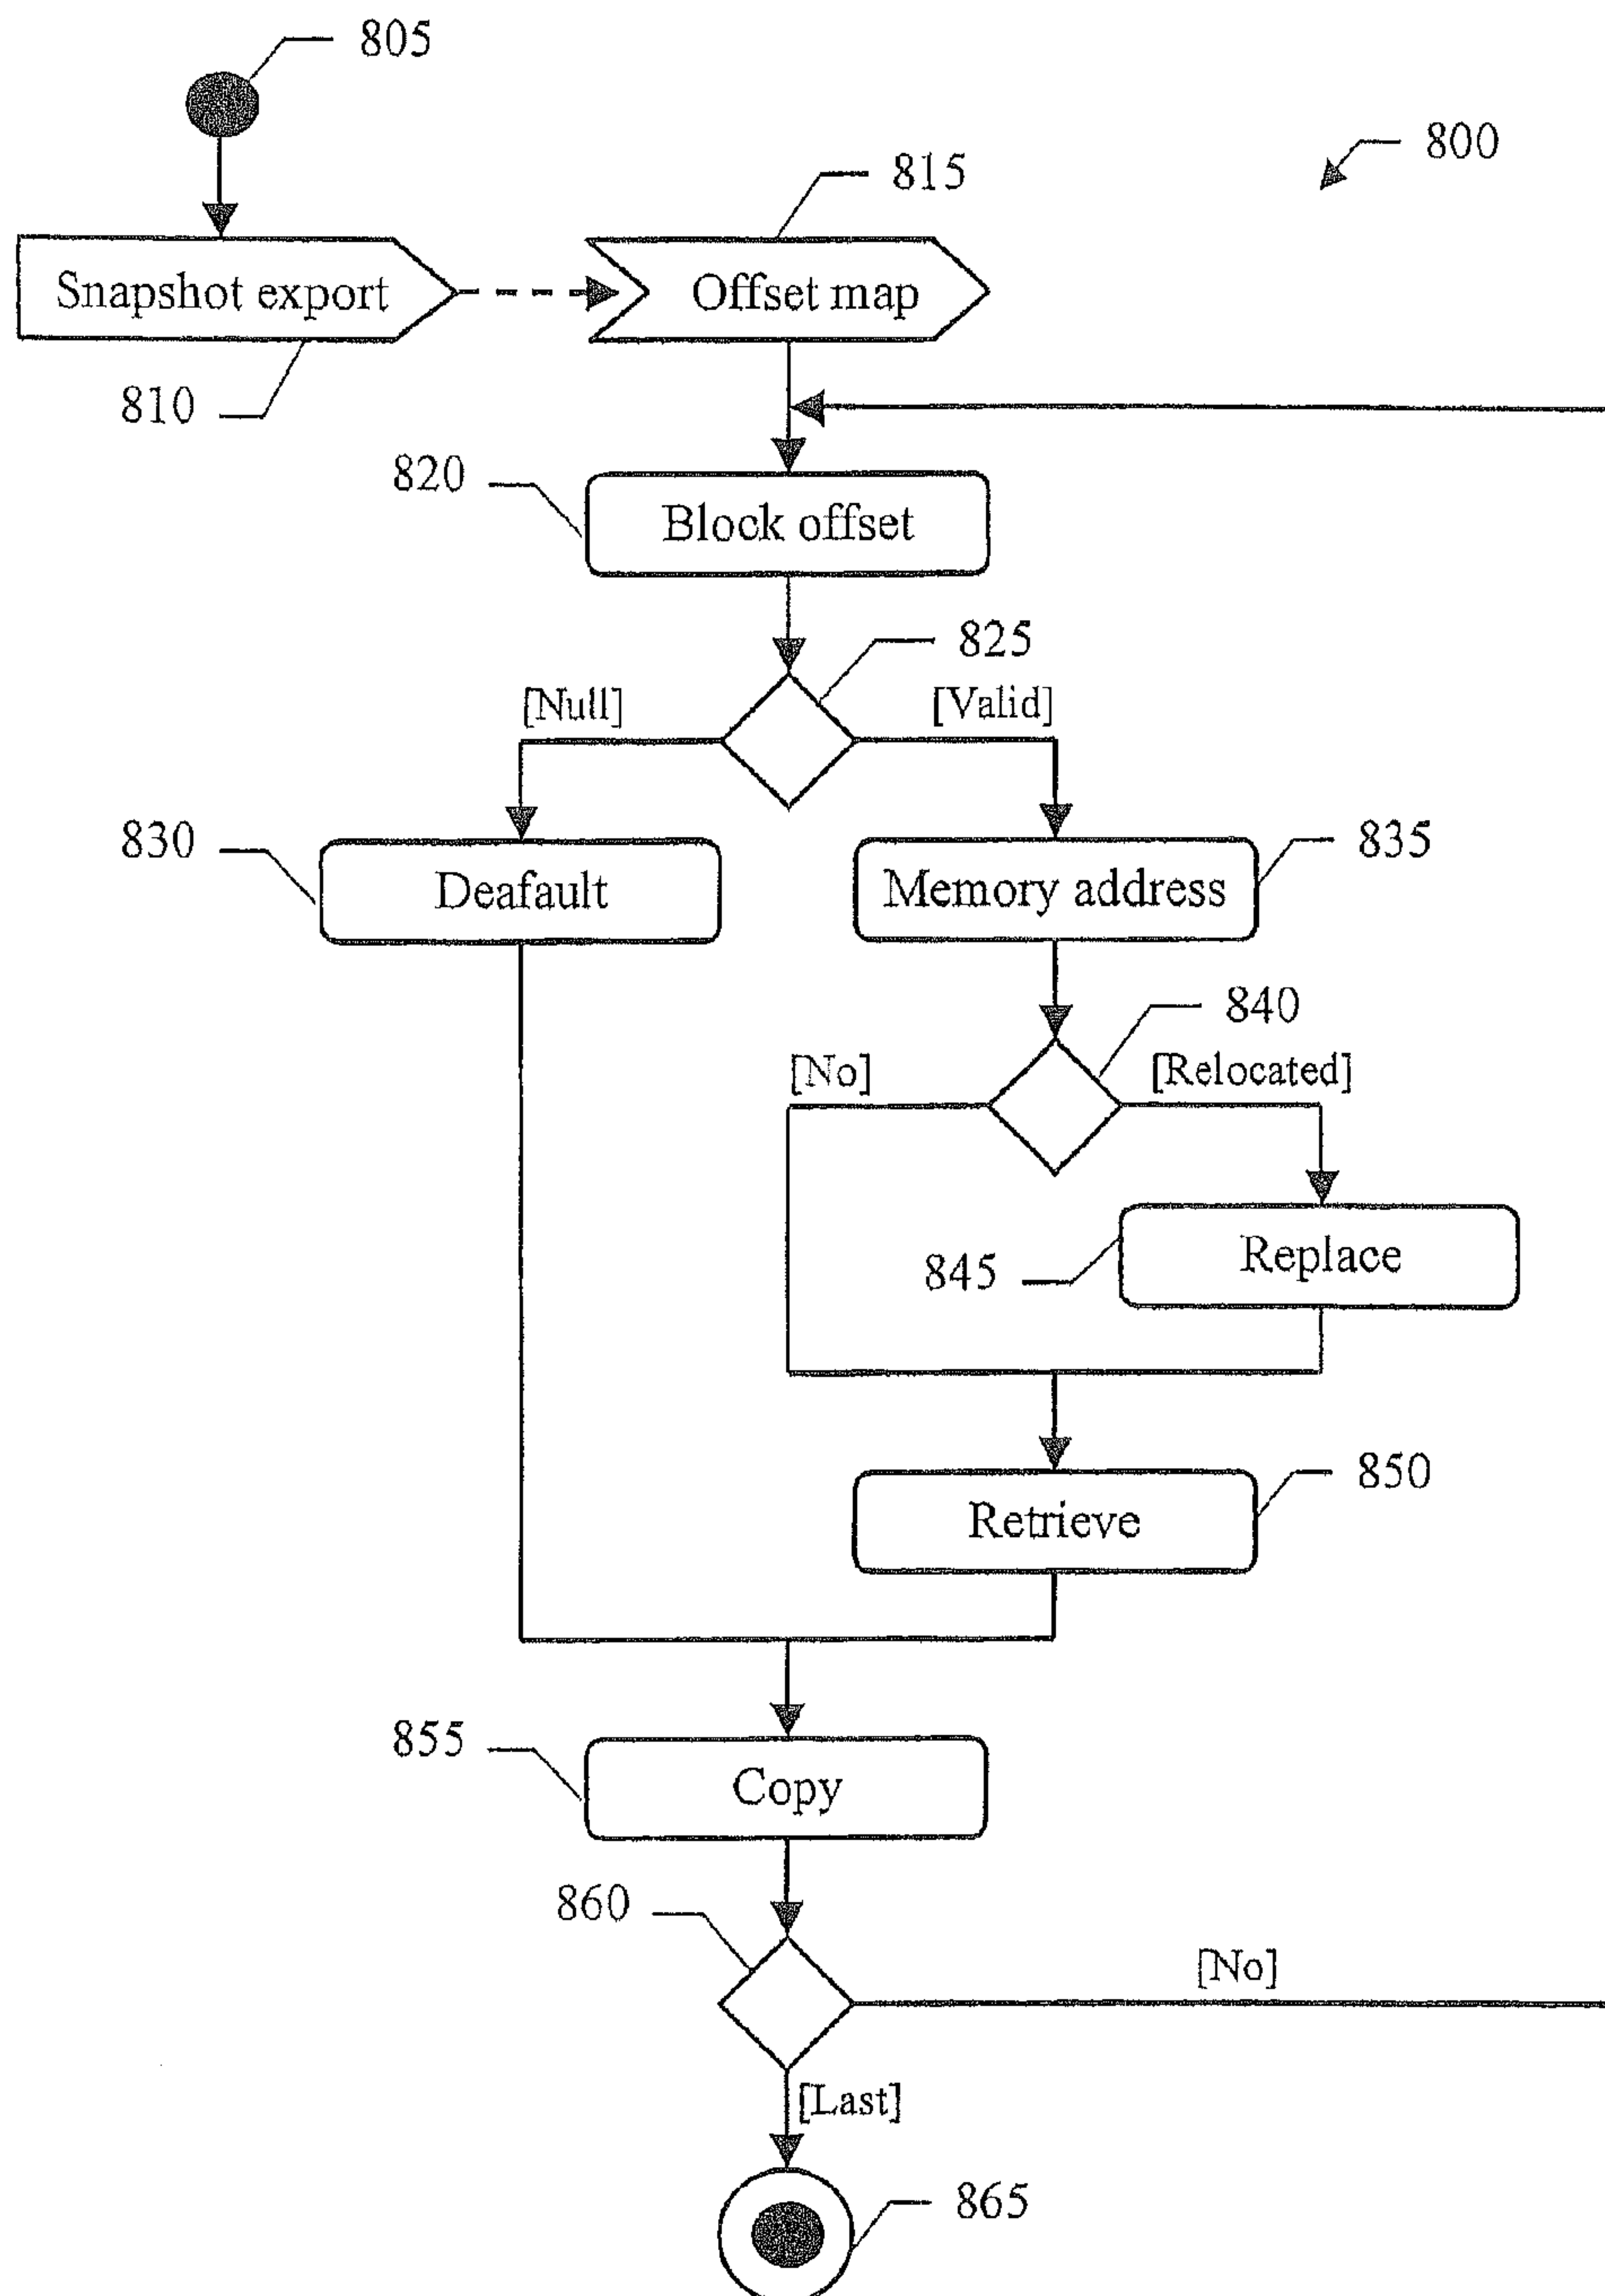 805
800
815
Snapshot export
Offset map
810
820
Block offset
825
[Null]
[Valid]
830
Deafault
Memory address
835
840
[No]
[Relocated]
845
Replace
850
Retrieve
855
Copy
860
[No]
[Last]
865